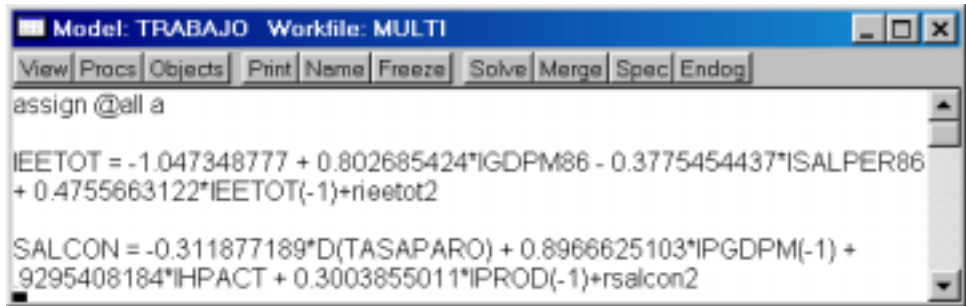 Model: TRABAJO Workfile: MULTI
View Procs Objects Print Name Freeze Solve Merge Spec Endog
assign @all a
IEETOT = -1.047348777 + 0.802685424*IGDPM86 - 0.3775454437*ISALPER86
+ 0.4755663122*IEETOT(-1)+rieetot2
SALCON = -0.311877189*D(TASAPARO) + 0.8966625103*IPGDPM(-1) +
.9295408184*IHPACT + 0.3003855011*IPROD(-1)+rsalcon2